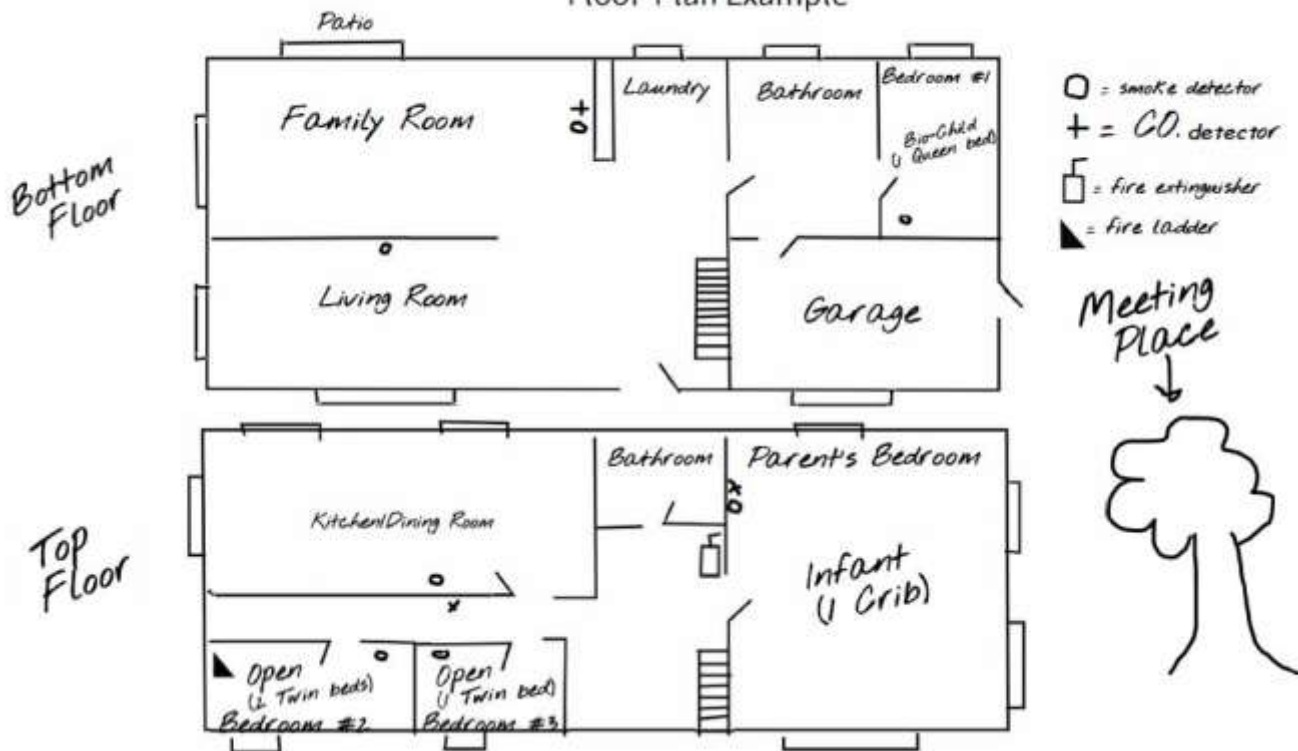 Floor Plan Example
Patio
Bottom
Floor
Family Room
Laundry
Bathroom
Bedroom #1
Bio-Child
(1 Queen bed)
Living Room
Garage
= smoke detector
+ = CO. detector
= fire extinguisher
= fire ladder
Meeting
Place
Top
Floor
Kitchen/Dining Room
Bathroom
Parent's Bedroom
Infant
(1 Crib)
Open
(2 Twin beds)
Bedroom #2
Open
(1 Twin bed)
Bedroom #3